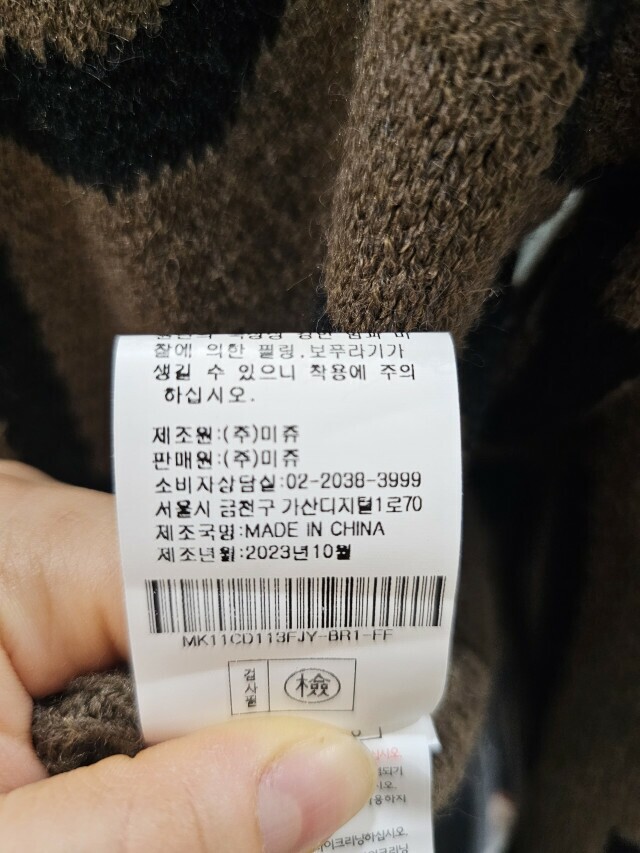 찰에 의한 필링,보푸라기가
생길 수 있으니 착용에 주의
하십시오.
제조원:(주)미쥬
판매원:(주)미쥬
소비자상담실:02-2038-3999
서울시 금천구 가산디지털1로70
제조국명:MADE IN CHINA
제조년월:2023년10월
MK11CD113FJY-BR1-FF
검사필
檢